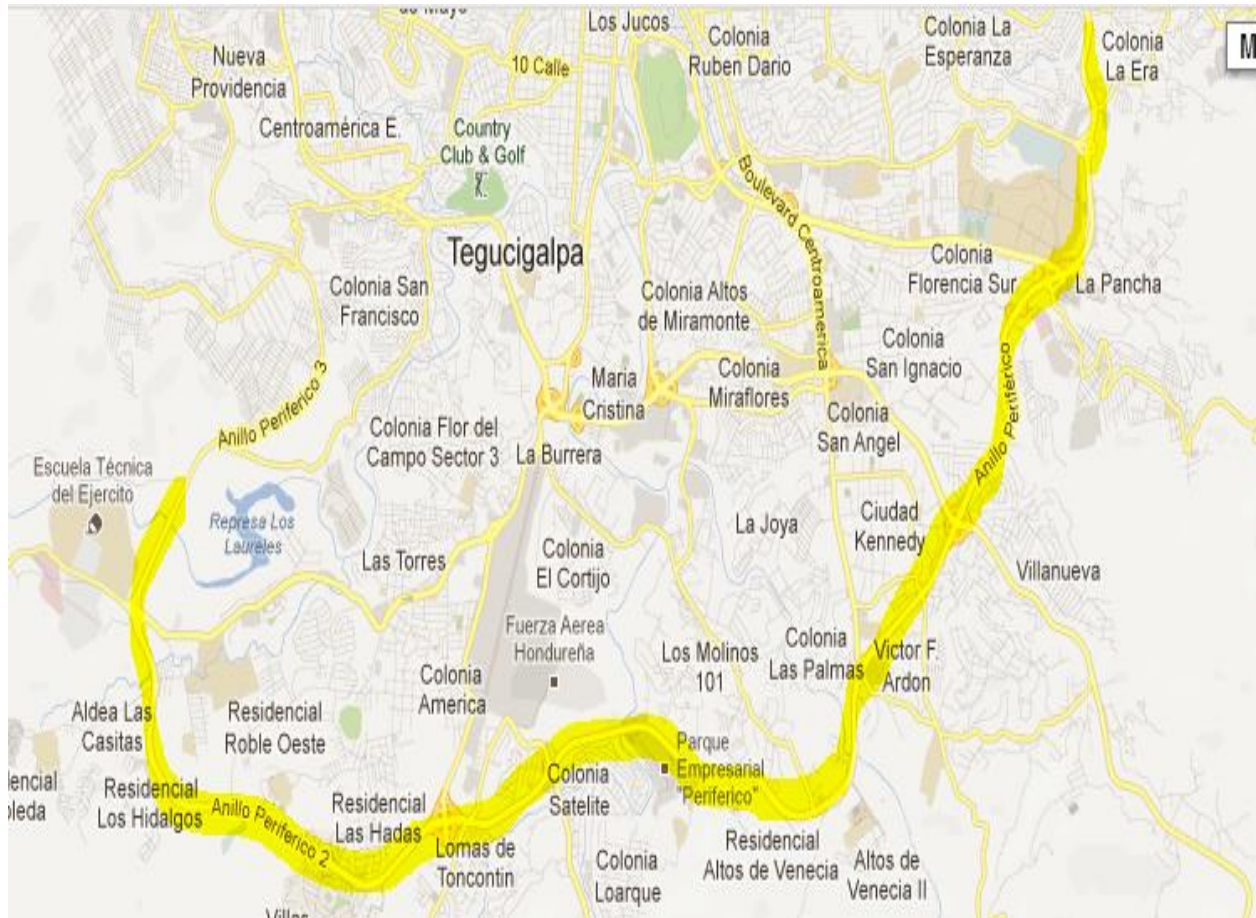 de Mayo
Los Jucos
Colonia
Ruben Dario
Colonia La
Esperanza
Colonia
La Era
M
Nueva
Providencia
10 Calle
Centroamérica E.
Country
Club & Golf
Boulevard Centroamerica
Tegucigalpa
Colonia San
Francisco
Colonia Altos
de Miramonte
Colonia
Florencia Sur
La Pancha
Colonia
San Ignacio
Anillo Periferico 3
Maria
Cristina
Colonia
Miraflores
Anillo Periférico
Colonia Flor del
Campo Sector 3
La Burrera
Colonia
San Angel
Escuela Técnica
del Ejercito
Represa Los
Laureles
La Joya
Ciudad
Kennedy
Las Torres
Colonia
El Cortijo
Villanueva
Fuerza Aerea
Hondureña
Los Molinos
101
Colonia
Las Palmas
Victor F.
Ardon
Colonia
America
Aldea Las
Casitas
Residencial
Roble Oeste
Parque
Empresarial
"Periferico"
Colonia
Satelite
Residencial
Los Hidalgos
Anillo Periferico 2
Residencial
Las Hadas
Lomas de
Toncontin
Residencial
Altos de Venecia
Colonia
Loarque
Altos de
Venecia II